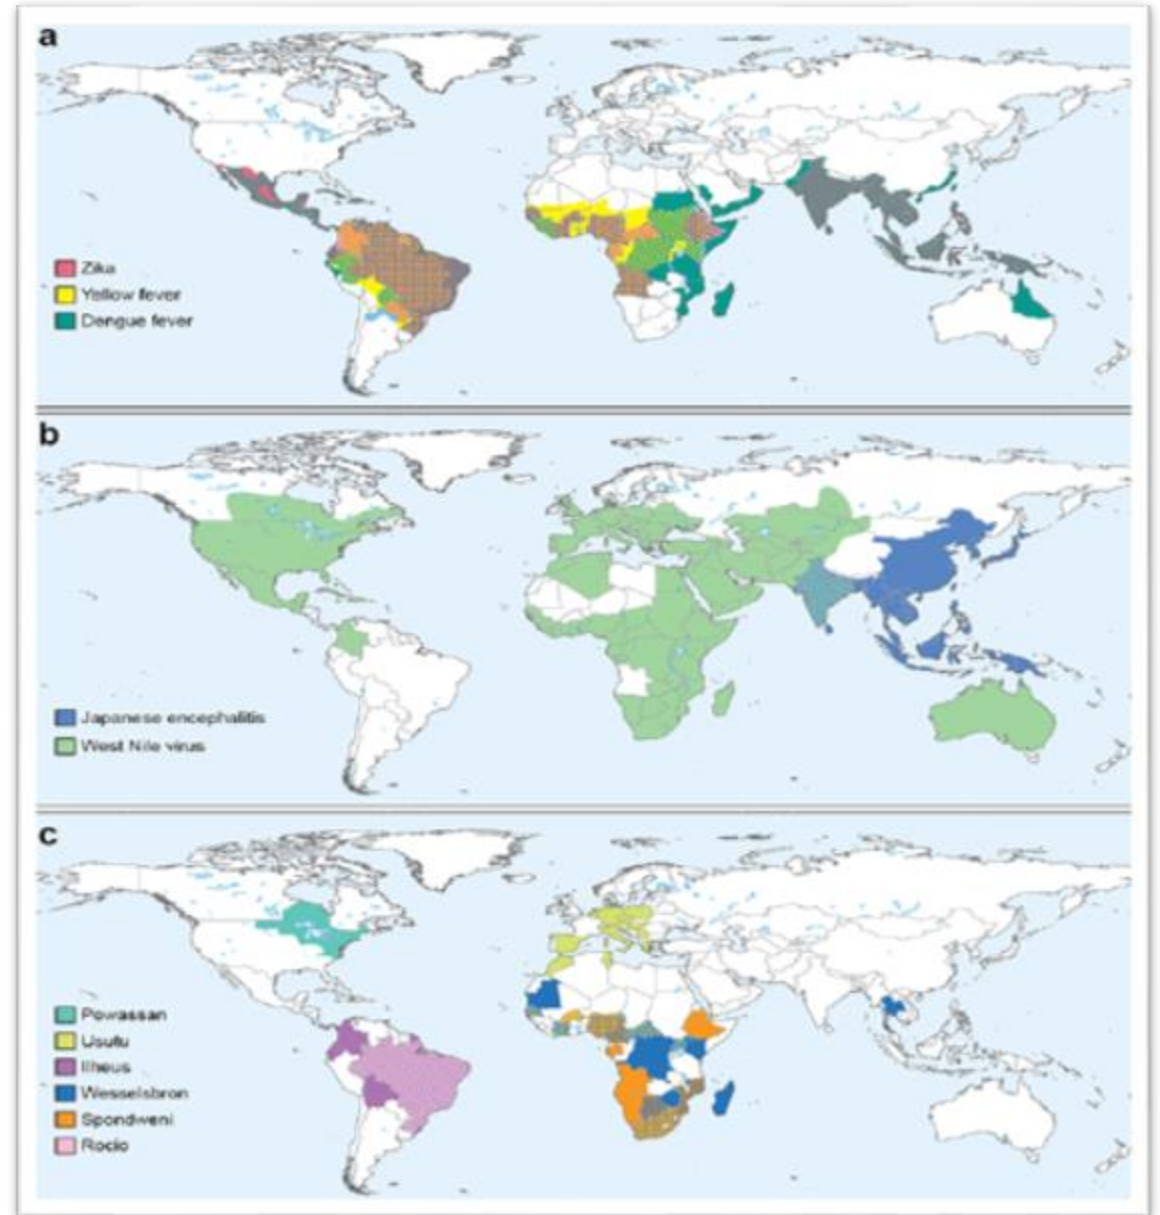 a
Zika
Yellow fever
Dengue fever
b
Japanese encephalitis
West Nile virus
c
Powassan
Usutu
Ilheus
Wesselsbron
Spondweni
Rocio